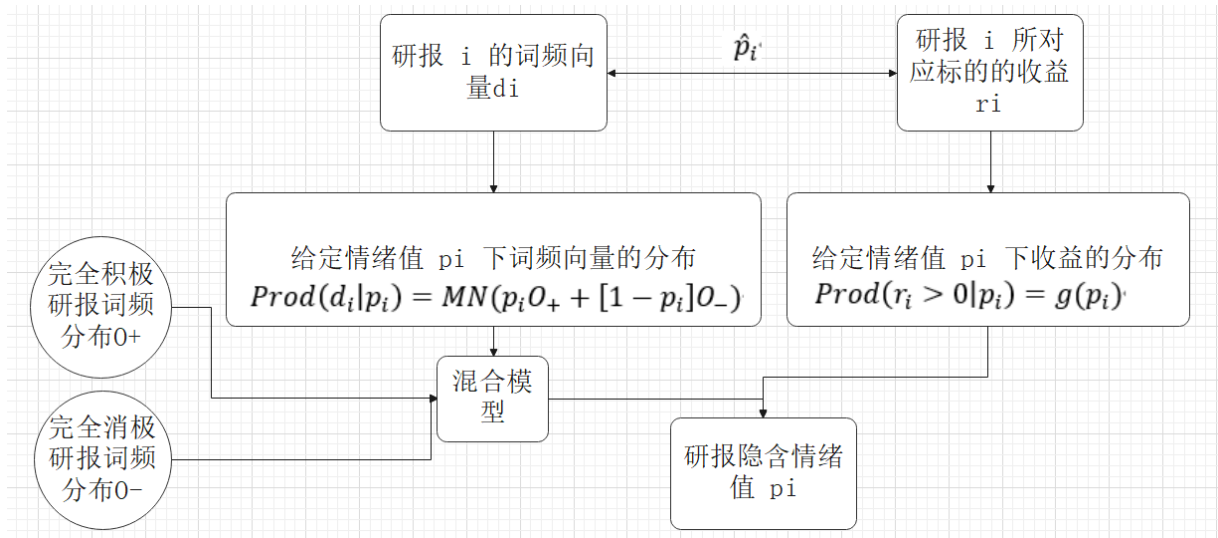 研报 i 的词频向
量di
p̂ᵢ
研报 i 所对
应标的的收益
ri
给定情绪值 pi 下词频向量的分布
Prod(dᵢ|pᵢ) = MN(pᵢO₊ + [1 − pᵢ]O₋)
给定情绪值 pi 下收益的分布
Prod(rᵢ > 0|pᵢ) = g(pᵢ)
完全积极
研报词频
分布O+
混合模
型
完全消极
研报词频
分布O-
研报隐含情绪
值 pi